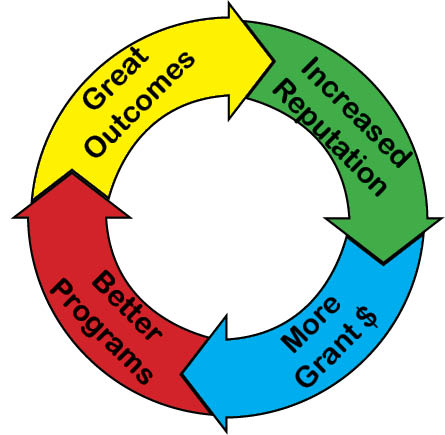 Great
Outcomes
Increased
Reputation
More
Grant $
Better
Programs